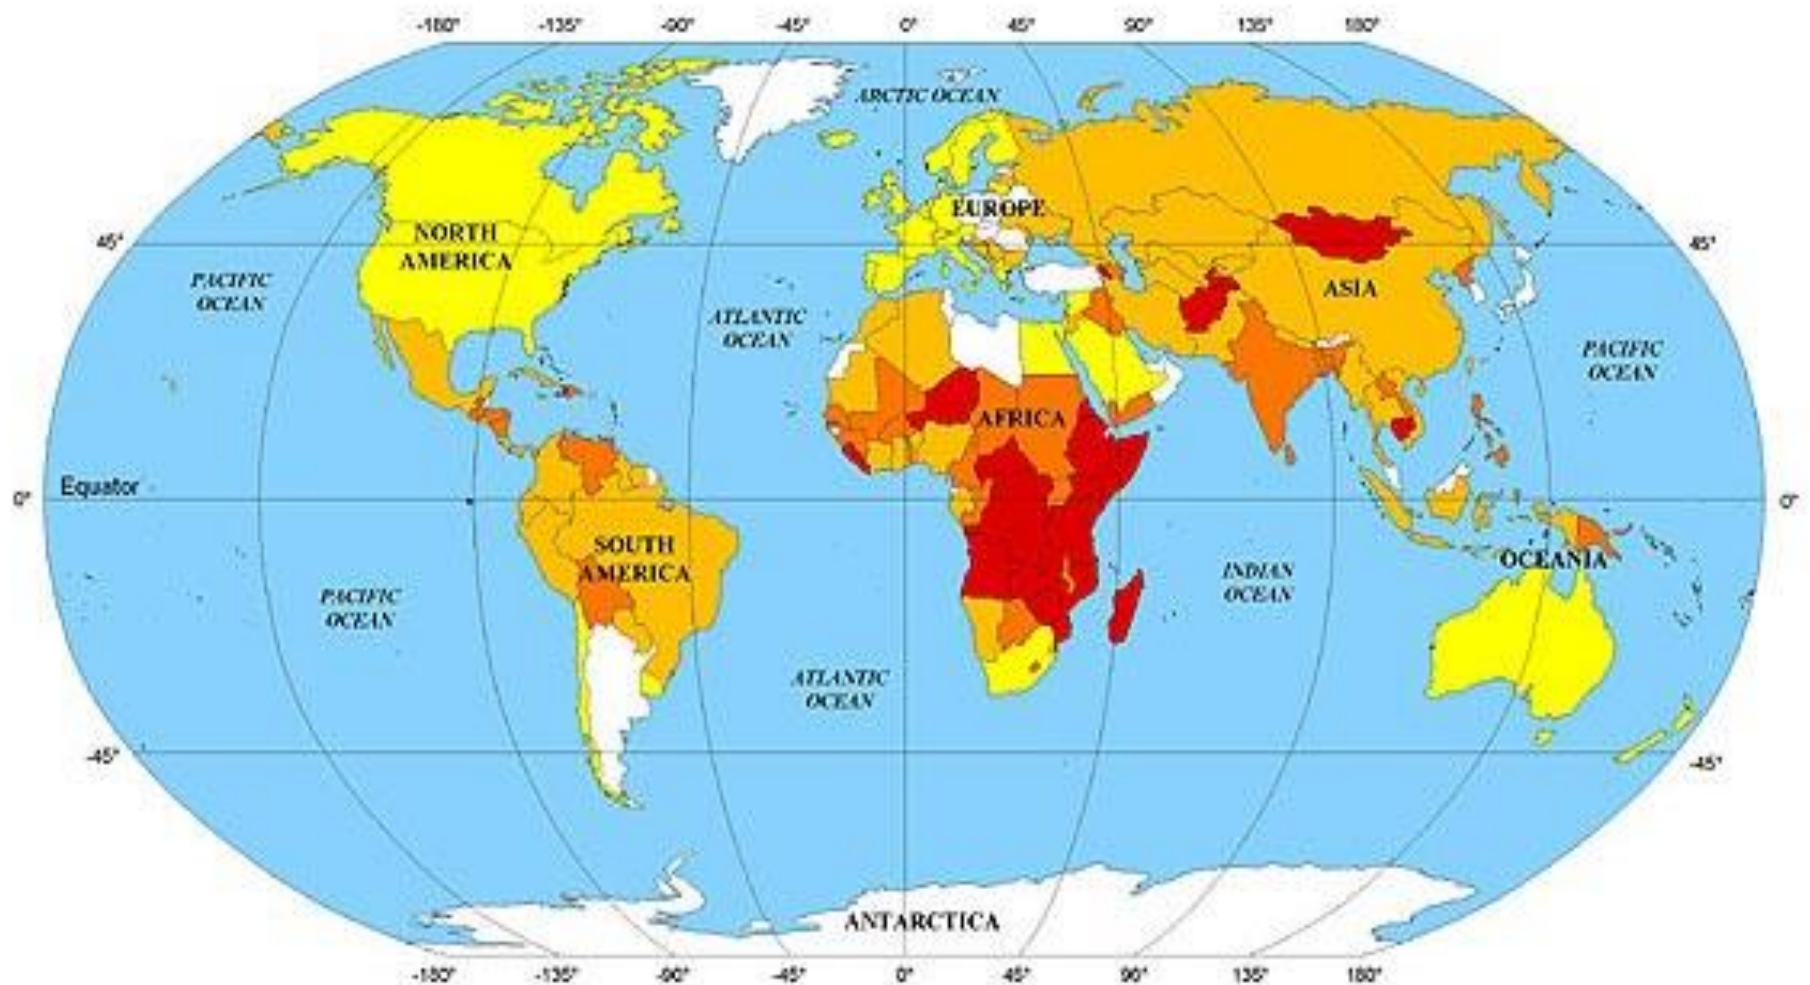 -180° -135° -90° -45° 0° 45° 90° 135° 180°
ARCTIC OCEAN
EUROPE
NORTH
AMERICA
45°
45°
PACIFIC
OCEAN
ASIA
ATLANTIC
OCEAN
PACIFIC
OCEAN
AFRICA
Equator
0°
0°
SOUTH
AMERICA
OCEANIA
INDIAN
OCEAN
PACIFIC
OCEAN
ATLANTIC
OCEAN
-45°
-45°
ANTARCTICA
-180° -135° -90° -45° 0° 45° 90° 135° 180°